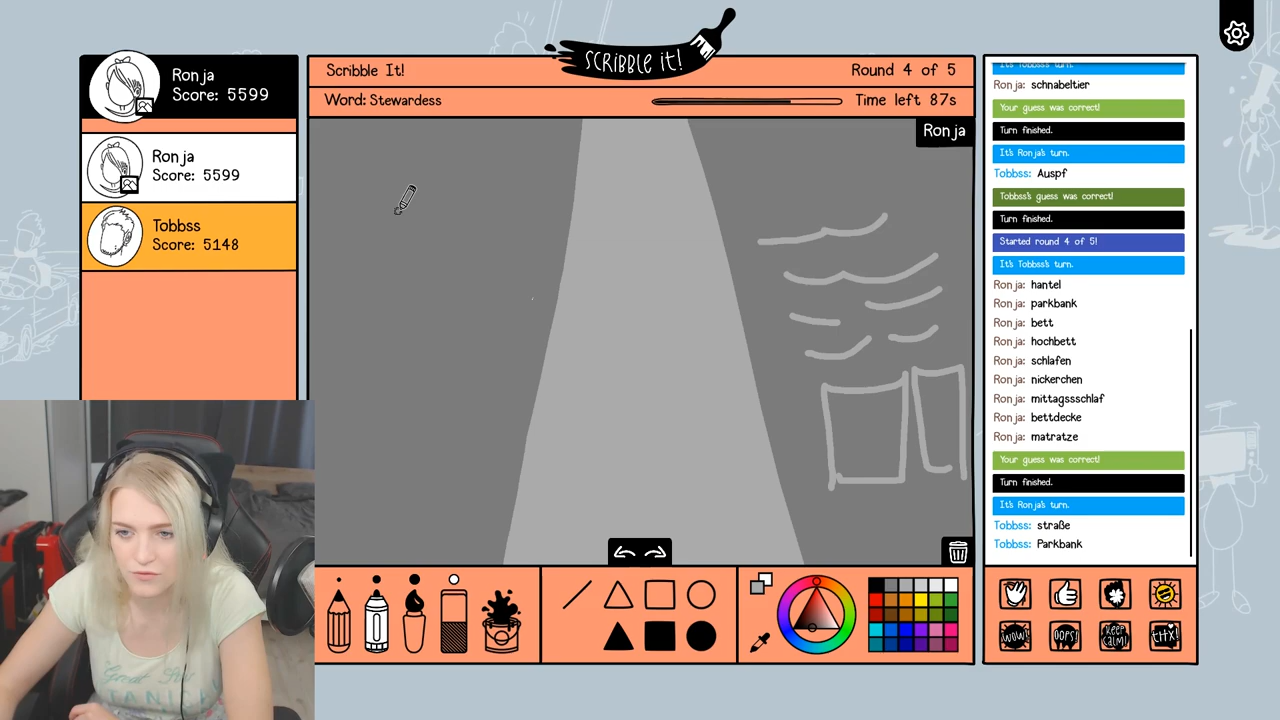 SCRIBBLE IT!
Ronja
Score: 5599
Ronja
Score: 5599
Tobbss
Score: 5148
Scribble It!
Round 4 of 5
Word: Stewardess
Time left 87s
Ronja
It's Tobbss's turn.
Ronja: schnabeltier
Your guess was correct!
Turn finished.
It's Ronja's turn.
Tobbss: Auspf
Tobbss's guess was correct!
Turn finished.
Started round 4 of 5!
It's Tobbss's turn.
Ronja: hantel
Ronja: parkbank
Ronja: bett
Ronja: hochbett
Ronja: schlafen
Ronja: nickerchen
Ronja: mittagssschlaf
Ronja: bettdecke
Ronja: matratze
Your guess was correct!
Turn finished.
It's Ronja's turn.
Tobbss: straße
Tobbss: Parkbank
WOW!
OOPS!
KEEP CALM!
THX!